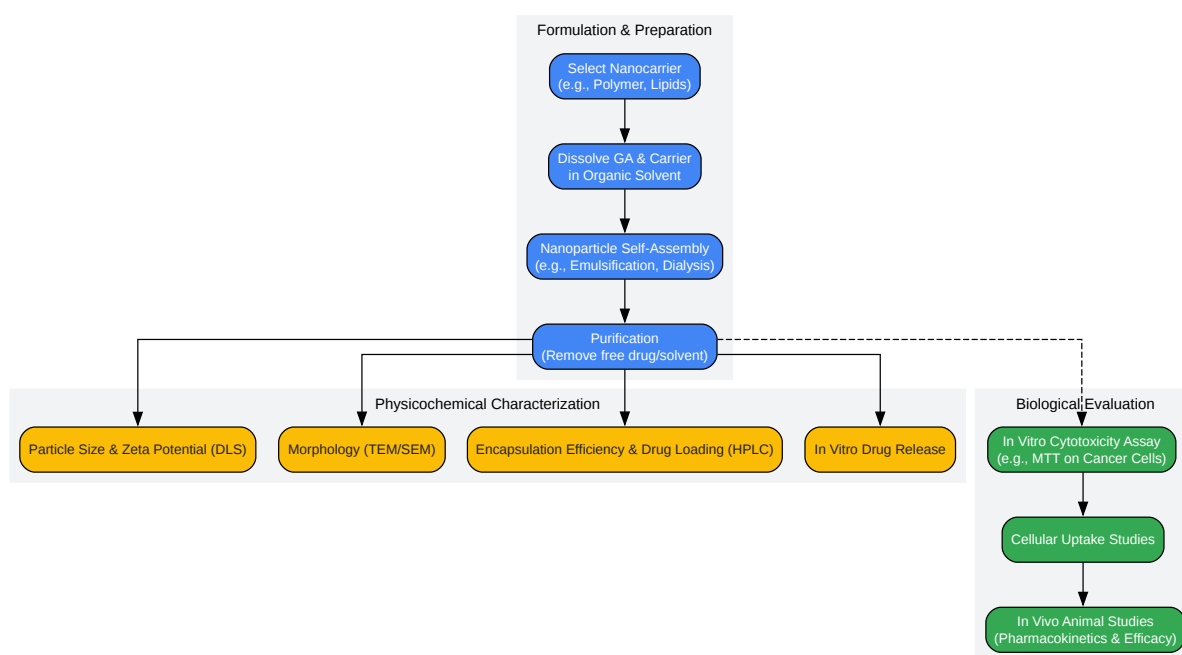 Formulation & Preparation
Select Nanocarrier
(e.g., Polymer, Lipids)
Dissolve GA & Carrier
in Organic Solvent
Nanoparticle Self-Assembly
(e.g., Emulsification, Dialysis)
Purification
(Remove free drug/solvent)
Physicochemical Characterization
Particle Size & Zeta Potential (DLS)
Morphology (TEM/SEM)
Encapsulation Efficiency & Drug Loading (HPLC)
In Vitro Drug Release
Biological Evaluation
In Vitro Cytotoxicity Assay
(e.g., MTT on Cancer Cells)
Cellular Uptake Studies
In Vivo Animal Studies
(Pharmacokinetics & Efficacy)